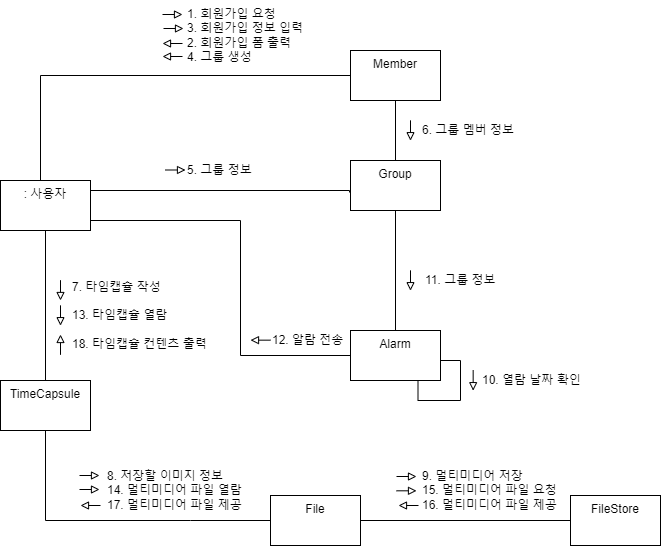 1. 회원가입 요청
3. 회원가입 정보 입력
2. 회원가입 폼 출력
4. 그룹 생성
Member
6. 그룹 멤버 정보
5. 그룹 정보
Group
: 사용자
11. 그룹 정보
7. 타임캡슐 작성
13. 타임캡슐 열람
18. 타임캡슐 컨텐츠 출력
12. 알람 전송
Alarm
10. 열람 날짜 확인
TimeCapsule
8. 저장할 이미지 정보
14. 멀티미디어 파일 열람
17. 멀티미디어 파일 제공
9. 멀티미디어 저장
15. 멀티미디어 파일 요청
16. 멀티미디어 파일 제공
File
FileStore